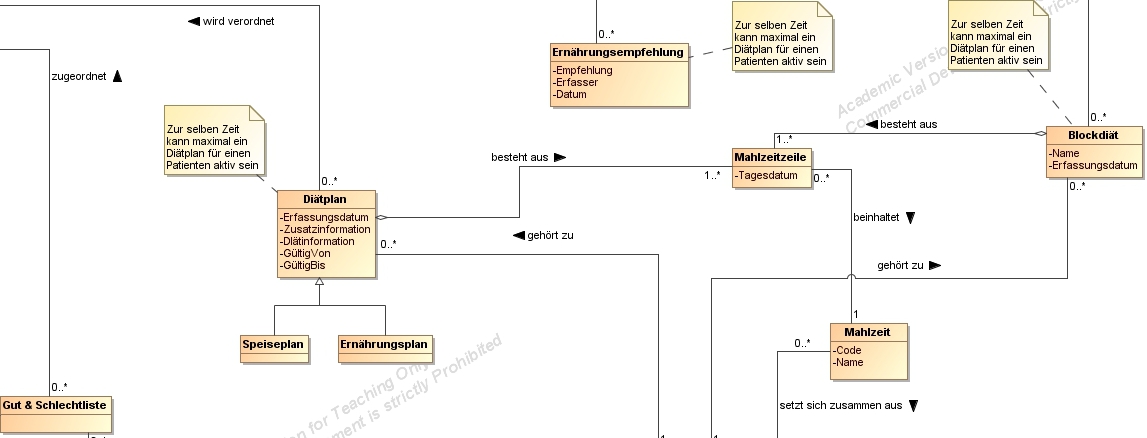 wird verordnet
zugeordnet
Zur selben Zeit
kann maximal ein
Diätplan für einen
Patienten aktiv sein
0..*
Diätplan
-Erfassungsdatum
-Zusatzinformation
-DIätinformation
-GültigVon
-GültigBis
Speiseplan
Ernährungsplan
0..*
Gut & Schlechtliste
0..*
Ernährungsempfehlung
-Empfehlung
-Erfasser
-Datum
Zur selben Zeit
kann maximal ein
Diätplan für einen
Patienten aktiv sein
Zur selben Zeit
kann maximal ein
Diätplan für einen
Patienten aktiv sein
besteht aus
1..*
0..*
gehört zu
besteht aus
1..*
Mahlzeitzeile
-Tagesdatum
0..*
0..*
Blockdiät
-Name
-Erfassungsdatum
0..*
beinhaltet
gehört zu
1
Mahlzeit
-Code
-Name
0..*
setzt sich zusammen aus
1
1
Academic Versio
Commercial De
rictly
on for Teaching Only
ment is strictly Prohibited